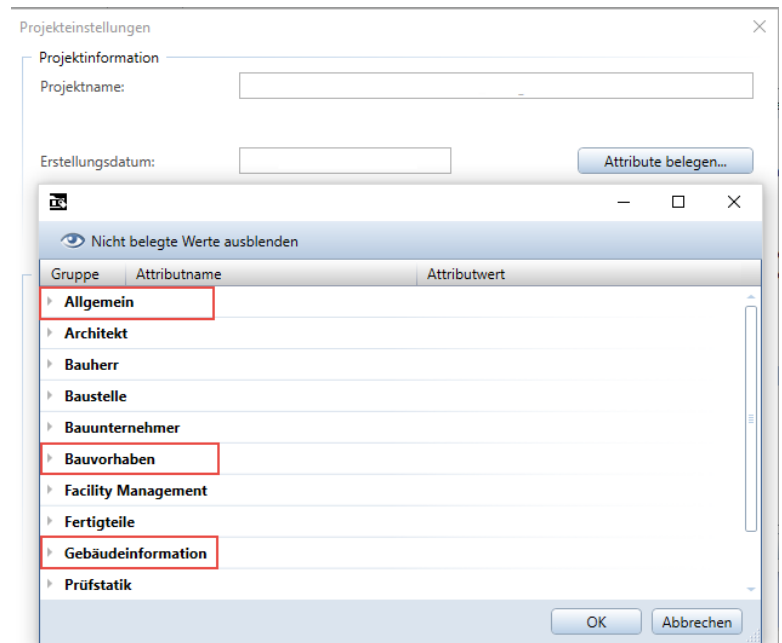 Projekteinstellungen
Projektinformation
Projektname:
Erstellungsdatum:
Attribute belegen...
Nicht belegte Werte ausblenden
Gruppe Attributname Attributwert
Allgemein
Architekt
Bauherr
Baustelle
Bauunternehmer
Bauvorhaben
Facility Management
Fertigteile
Gebäudeinformation
Prüfstatik
OK Abbrechen